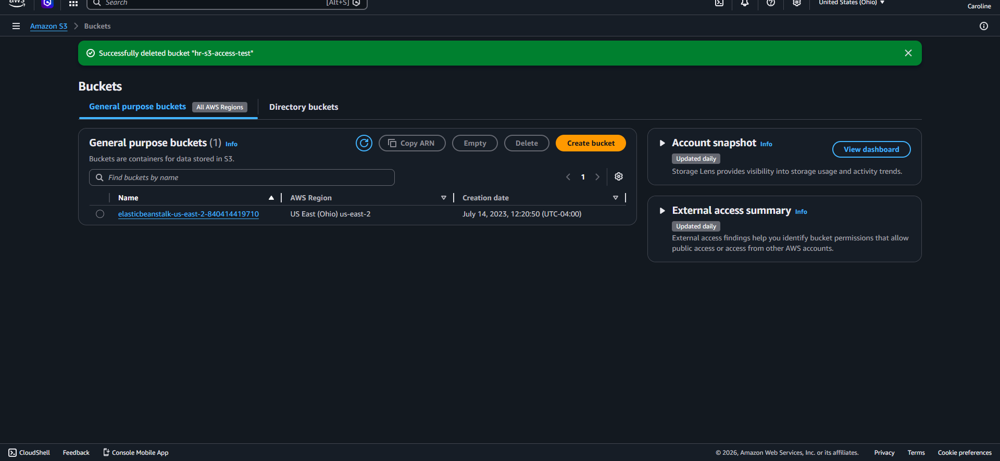 aws
Search
[Alt+S]
United States (Ohio)
Caroline
Amazon S3
Buckets
Successfully deleted bucket "hr-s3-access-test"
Buckets
General purpose buckets All AWS Regions
Directory buckets
General purpose buckets (1) Info
Copy ARN
Empty
Delete
Create bucket
Buckets are containers for data stored in S3.
Find buckets by name
1
Name
AWS Region
Creation date
elasticbeanstalk-us-east-2-840414419710
US East (Ohio) us-east-2
July 14, 2023, 12:20:50 (UTC-04:00)
Account snapshot Info
Updated daily
View dashboard
Storage Lens provides visibility into storage usage and activity trends.
External access summary Info
Updated daily
External access findings help you identify bucket permissions that allow
public access or access from other AWS accounts.
CloudShell
Feedback
Console Mobile App
© 2026, Amazon Web Services, Inc. or its affiliates.
Privacy
Terms
Cookie preferences